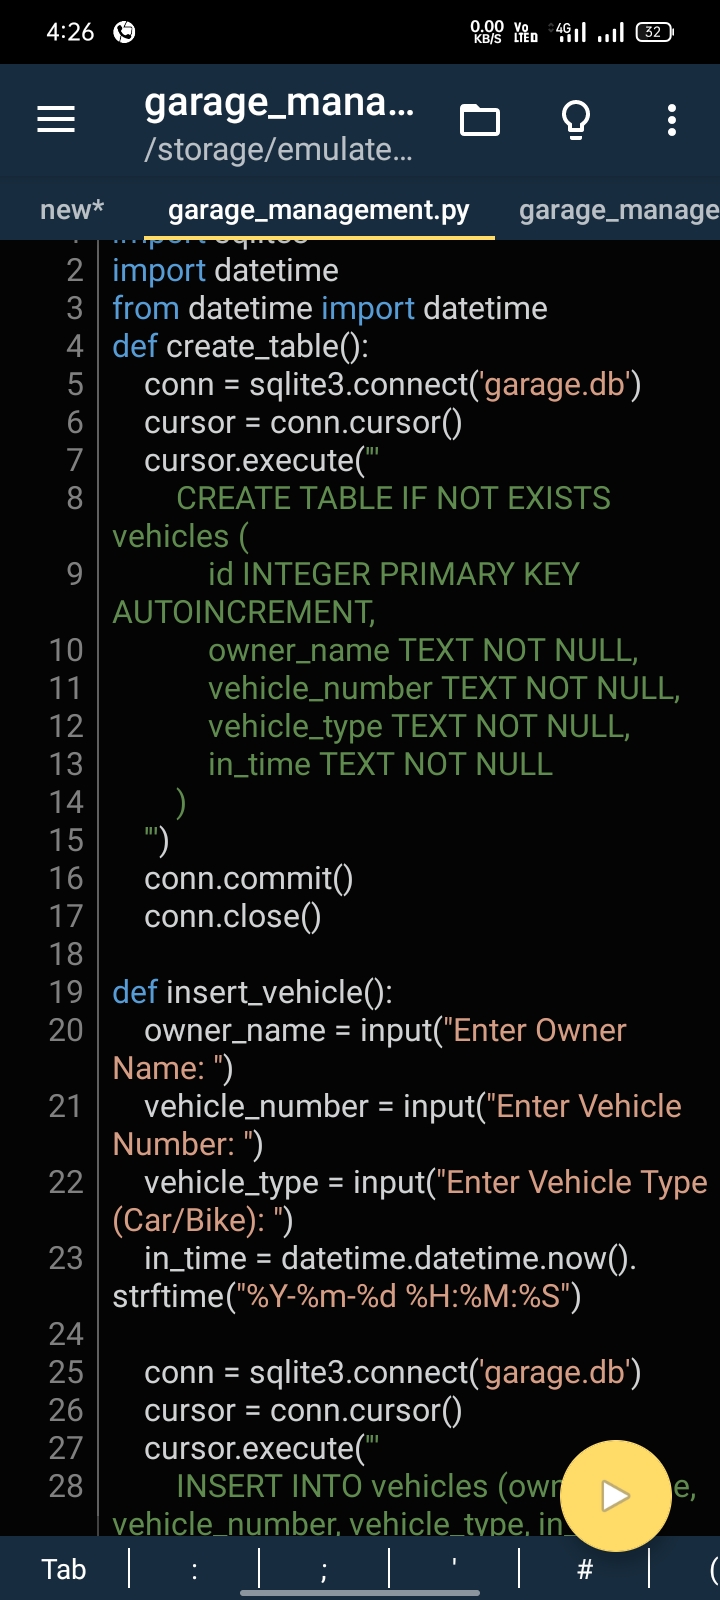 4:26
0.00 KB/S VoLTED 4G 32
garage_mana...
/storage/emulate...
new* garage_management.py garage_manage
1 import sqlite3
2 import datetime
3 from datetime import datetime
4 def create_table():
5 conn = sqlite3.connect('garage.db')
6 cursor = conn.cursor()
7 cursor.execute('''
8 CREATE TABLE IF NOT EXISTS
vehicles (
9 id INTEGER PRIMARY KEY
AUTOINCREMENT,
10 owner_name TEXT NOT NULL,
11 vehicle_number TEXT NOT NULL,
12 vehicle_type TEXT NOT NULL,
13 in_time TEXT NOT NULL
14 )
15 ''')
16 conn.commit()
17 conn.close()
18
19 def insert_vehicle():
20 owner_name = input("Enter Owner
Name: ")
21 vehicle_number = input("Enter Vehicle
Number: ")
22 vehicle_type = input("Enter Vehicle Type
(Car/Bike): ")
23 in_time = datetime.datetime.now().
strftime("%Y-%m-%d %H:%M:%S")
24
25 conn = sqlite3.connect('garage.db')
26 cursor = conn.cursor()
27 cursor.execute('''
28 INSERT INTO vehicles (own e,
vehicle_number, vehicle_type, in_
Tab : ; ' # (